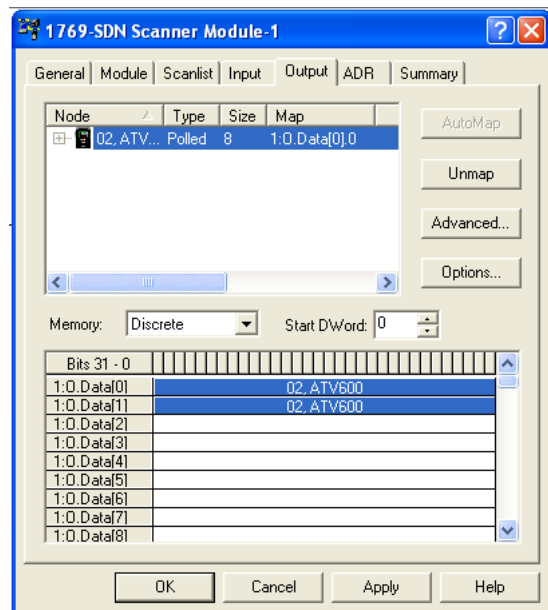 1769-SDN Scanner Module-1
General Module Scanlist Input Output ADR Summary
Node Type Size Map
02, ATV... Polled 8 1:O.Data[0].0
AutoMap
Unmap
Advanced...
Options...
Memory: Discrete Start DWord: 0
Bits 31 - 0
1:O.Data[0] 02, ATV600
1:O.Data[1] 02, ATV600
1:O.Data[2]
1:O.Data[3]
1:O.Data[4]
1:O.Data[5]
1:O.Data[6]
1:O.Data[7]
1:O.Data[8]
OK Cancel Apply Help